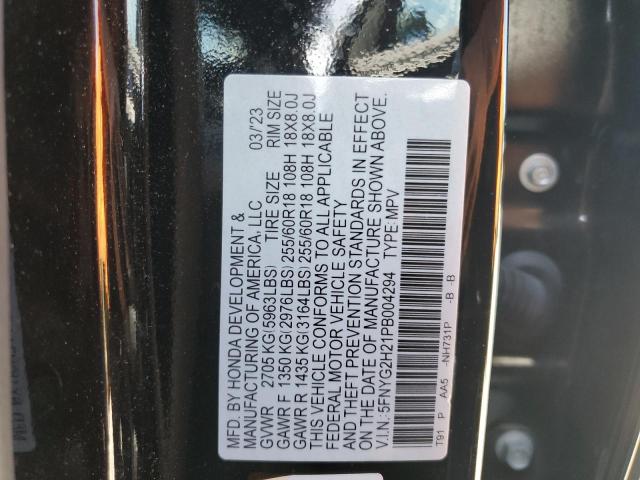 MFD. BY HONDA DEVELOPMENT &
MANUFACTURING OF AMERICA, LLC 03/23
GVWR 2705 KG(5963LBS) TIRE SIZE RIM SIZE
GAWR F 1350 KG(2976LBS) 255/60R18 108H 18X8.0J
GAWR R 1435 KG(3164LBS) 255/60R18 108H 18X8.0J
THIS VEHICLE CONFORMS TO ALL APPLICABLE
FEDERAL MOTOR VEHICLE SAFETY
AND THEFT PREVENTION STANDARDS IN EFFECT
ON THE DATE OF MANUFACTURE SHOWN ABOVE.
V.I.N.:5FNYG2H21PB004294 TYPE:MPV
T91 P AA5 -NH731P -B -B